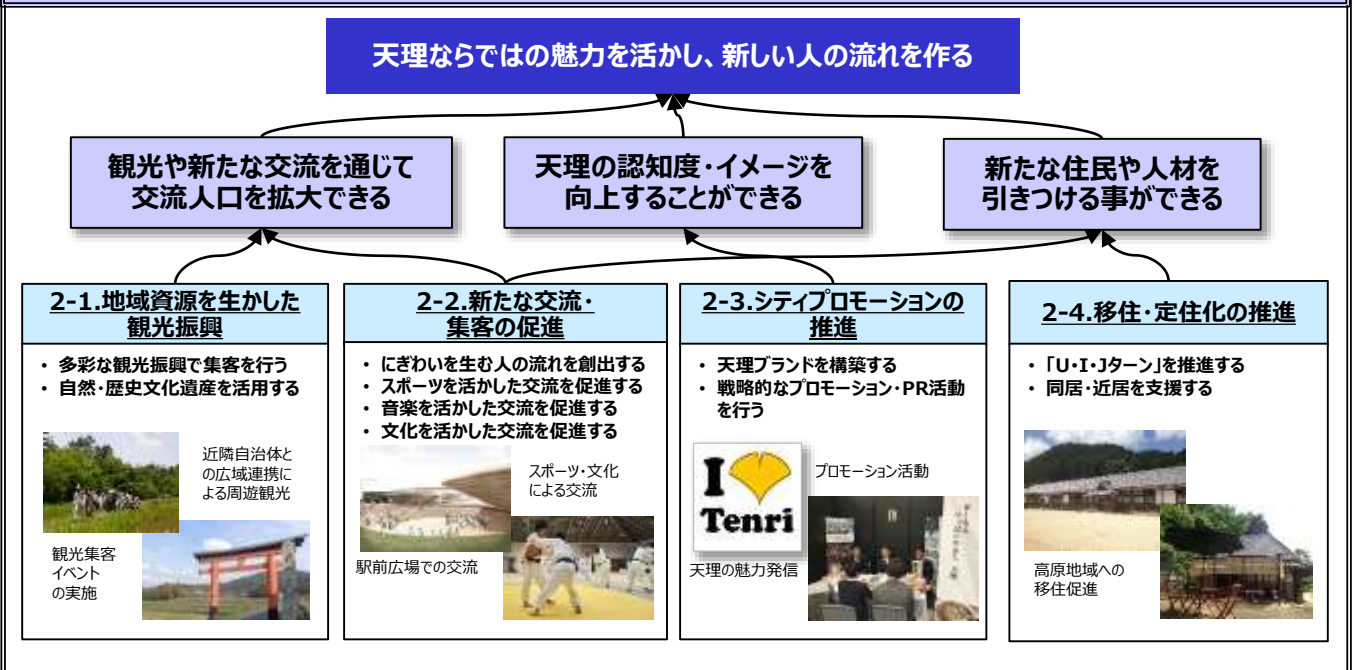 天理ならではの魅力を活かし、新しい人の流れを作る
観光や新たな交流を通じて
交流人口を拡大できる
天理の認知度・イメージを
向上することができる
新たな住民や人材を
引きつける事ができる
2-1.地域資源を生かした
観光振興
・ 多彩な観光振興で集客を行う
・ 自然・歴史文化遺産を活用する
近隣自治体と
の広域連携に
よる周遊観光
観光集客
イベント
の実施
2-2.新たな交流・
集客の促進
・ にぎわいを生む人の流れを創出する
・ スポーツを活かした交流を促進する
・ 音楽を活かした交流を促進する
・ 文化を活かした交流を促進する
スポーツ・文化
による交流
駅前広場での交流
2-3.シティプロモーションの
推進
・ 天理ブランドを構築する
・ 戦略的なプロモーション・PR活動
を行う
I
Tenri
プロモーション活動
天理の魅力発信
2-4.移住・定住化の推進
・ 「U・I・Jターン」を推進する
・ 同居・近居を支援する
高原地域への
移住促進